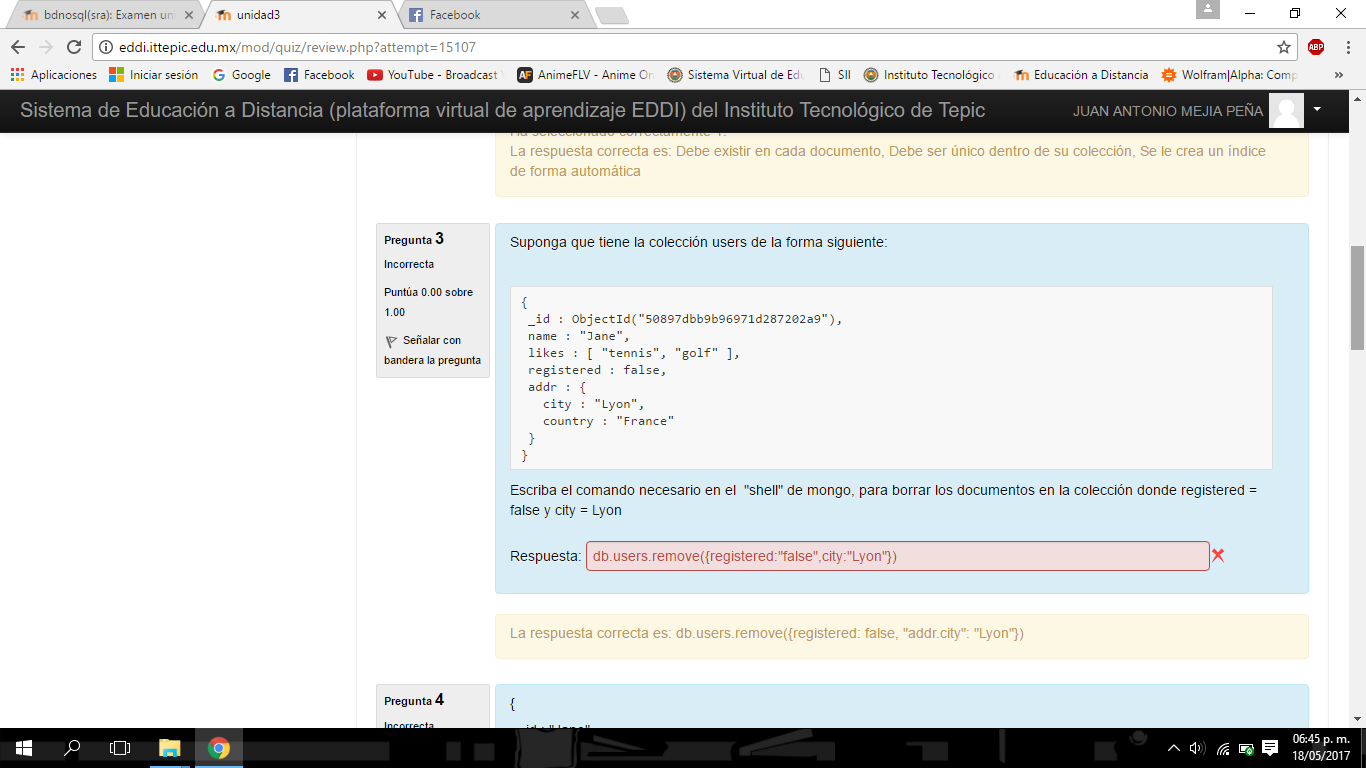 bdnosql(sra): Examen un
unidad3
Facebook
eddi.ittepic.edu.mx/mod/quiz/review.php?attempt=15107
ABP
Aplicaciones Iniciar sesión Google Facebook YouTube - Broadcast AnimeFLV - Anime On Sistema Virtual de Edu SII Instituto Tecnológico Educación a Distancia Wolfram|Alpha: Comp »
Sistema de Educación a Distancia (plataforma virtual de aprendizaje EDDI) del Instituto Tecnológico de Tepic JUAN ANTONIO MEJIA PEÑA
Ha seleccionado correctamente 1.
La respuesta correcta es: Debe existir en cada documento, Debe ser único dentro de su colección, Se le crea un índice
de forma automática
Pregunta 3
Incorrecta
Puntúa 0.00 sobre
1.00
Señalar con
bandera la pregunta
Suponga que tiene la colección users de la forma siguiente:
{
_id : ObjectId("50897dbb9b96971d287202a9"),
name : "Jane",
likes : [ "tennis", "golf" ],
registered : false,
addr : {
city : "Lyon",
country : "France"
}
}
Escriba el comando necesario en el "shell" de mongo, para borrar los documentos en la colección donde registered =
false y city = Lyon
Respuesta: db.users.remove({registered:"false",city:"Lyon"})
La respuesta correcta es: db.users.remove({registered: false, "addr.city": "Lyon"})
Pregunta 4
Incorrecta
{
_id : "Jane",
06:45 p. m.
18/05/2017